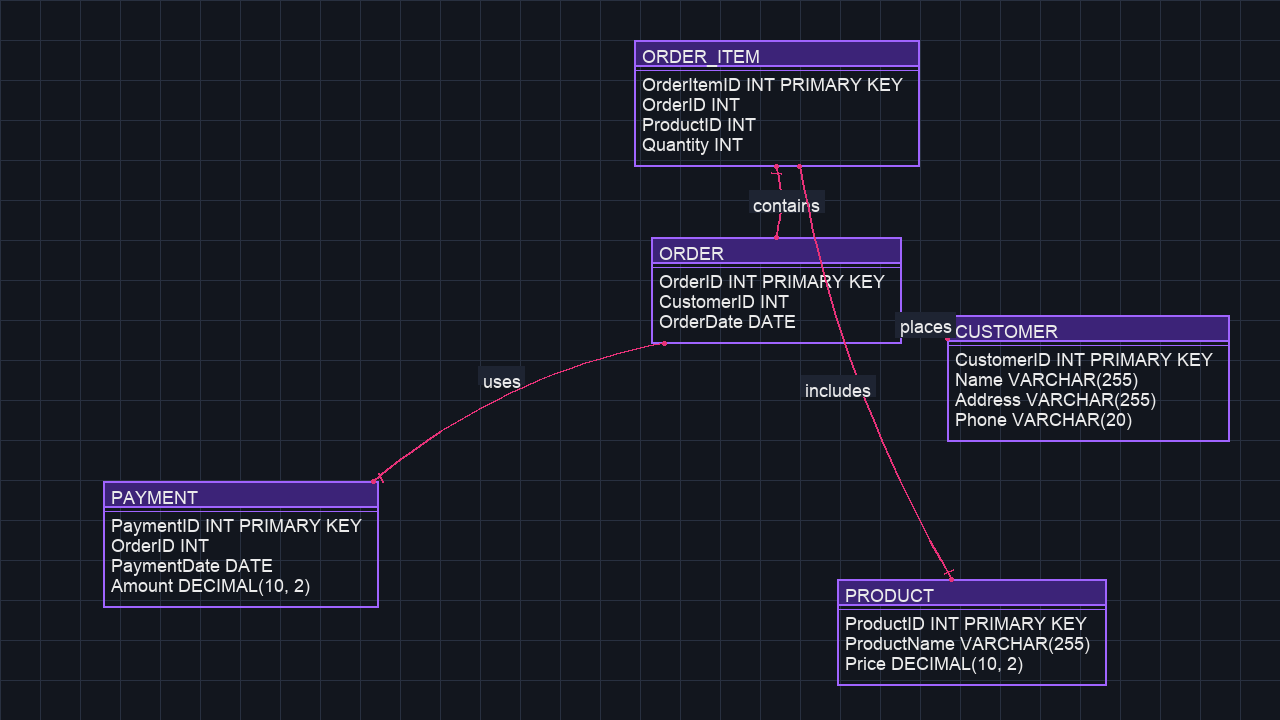 ORDER_ITEM
OrderItemID INT PRIMARY KEY
OrderID INT
ProductID INT
Quantity INT
contains
ORDER
OrderID INT PRIMARY KEY
CustomerID INT
OrderDate DATE
places
CUSTOMER
CustomerID INT PRIMARY KEY
Name VARCHAR(255)
Address VARCHAR(255)
Phone VARCHAR(20)
uses
includes
PAYMENT
PaymentID INT PRIMARY KEY
OrderID INT
PaymentDate DATE
Amount DECIMAL(10, 2)
PRODUCT
ProductID INT PRIMARY KEY
ProductName VARCHAR(255)
Price DECIMAL(10, 2)